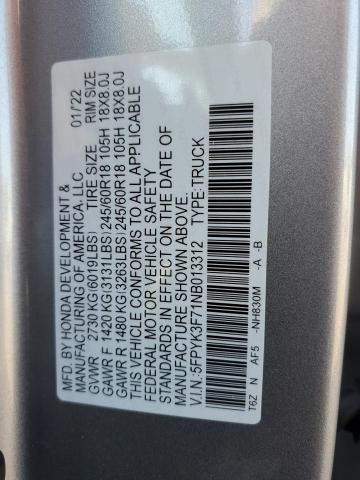 MFD. BY HONDA DEVELOPMENT & 01/'22
MANUFACTURING OF AMERICA, LLC
GVWR 2730 KG(6019LBS) TIRE SIZE RIM SIZE
GAWR F 1420 KG(3131LBS)245/60R18 105H 18X8.0J
GAWR R 1480 KG(3263LBS)245/60R18 105H 18X8.0J
THIS VEHICLE CONFORMS TO ALL APPLICABLE
FEDERAL MOTOR VEHICLE SAFETY
STANDARDS IN EFFECT ON THE DATE OF
MANUFACTURE SHOWN ABOVE.
V.I.N.:5FPYK3F71NB013312 TYPE:TRUCK
T6Z N AF5 -NH830M -A -B